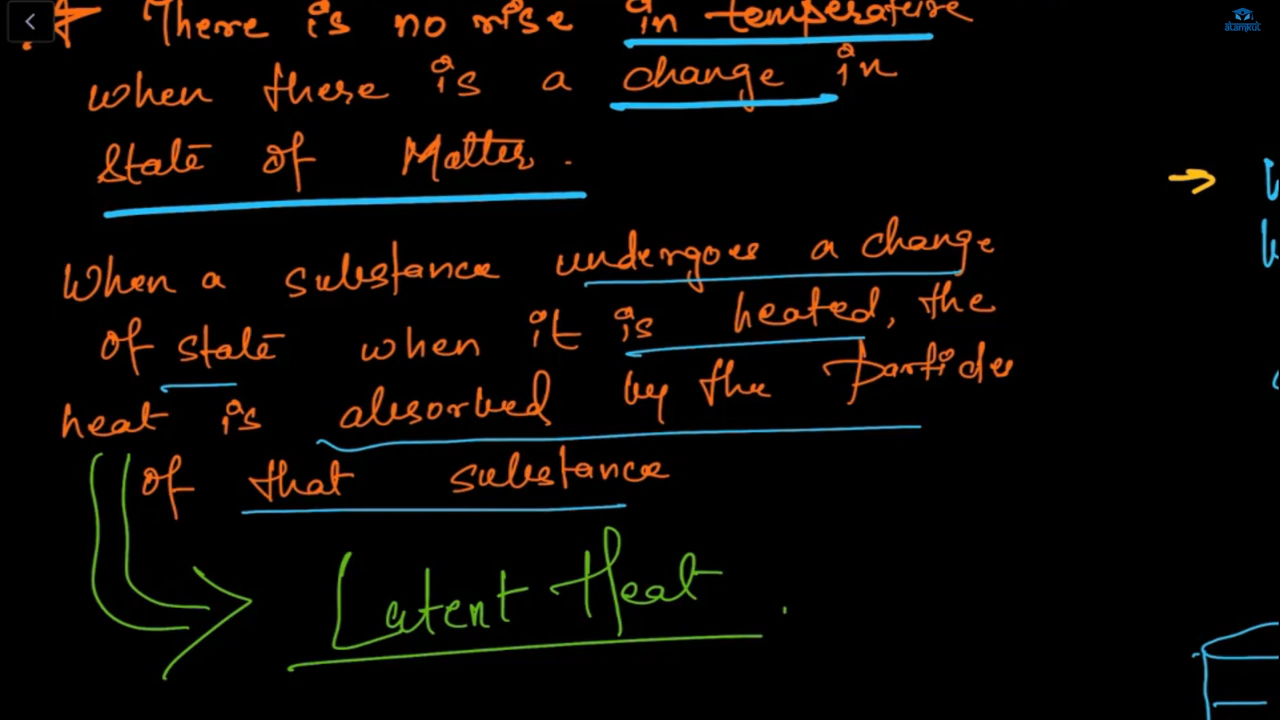 There is no rise in temperature
when there is a change in
State of Matter.
When a substance undergoes a change
of state when it is heated, the
heat is absorbed by the particles
of that substance
Latent Heat.
atamkul